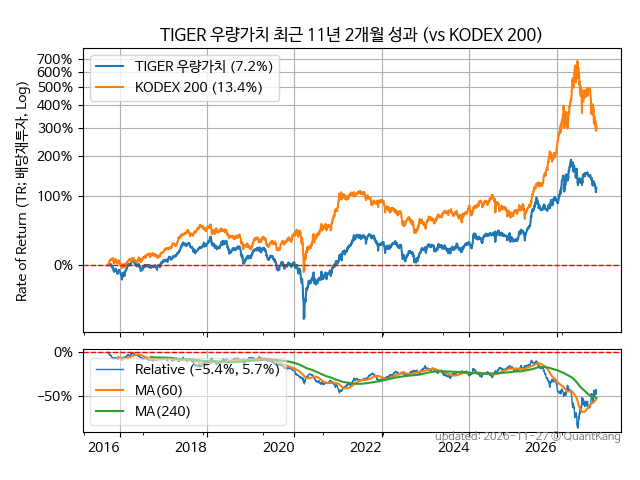 TIGER 우량가치 최근 11년 2개월 성과 (vs KODEX 200)
Rate of Return (TR: 배당재투자, Log)
700%
600%
500%
400%
300%
200%
100%
0%
TIGER 우량가치 (7.2%)
KODEX 200 (13.4%)
0%
−50%
Relative (−5.4%, 5.7%)
MA(60)
MA(240)
2016 2018 2020 2022 2024 2026
updated: 2026-11-27 © QuantKang